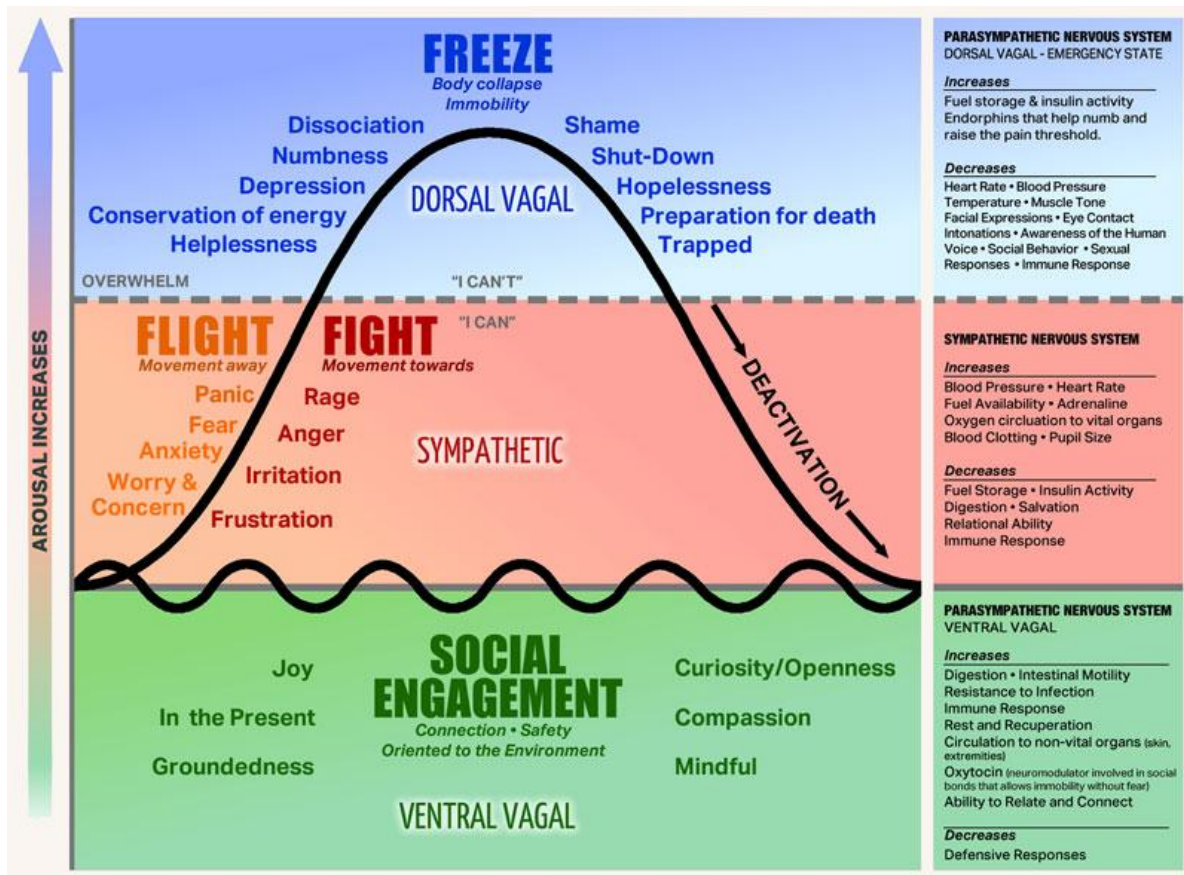 AROUSAL INCREASES
FREEZE
Body collapse
Immobility
Dissociation
Numbness
Depression
Conservation of energy
Helplessness
Shame
Shut-Down
Hopelessness
Preparation for death
Trapped
DORSAL VAGAL
OVERWHELM
"I CAN'T"
"I CAN"
FLIGHT
Movement away
Panic
Fear
Anxiety
Worry &
Concern
FIGHT
Movement towards
Rage
Anger
Irritation
Frustration
SYMPATHETIC
DEACTIVATION
SOCIAL
ENGAGEMENT
Connection • Safety
Oriented to the Environment
Joy
In the Present
Groundedness
Curiosity/Openness
Compassion
Mindful
VENTRAL VAGAL
PARASYMPATHETIC NERVOUS SYSTEM
DORSAL VAGAL - EMERGENCY STATE
Increases
Fuel storage & insulin activity
Endorphins that help numb and
raise the pain threshold.
Decreases
Heart Rate • Blood Pressure
Temperature • Muscle Tone
Facial Expressions • Eye Contact
Intonations • Awareness of the Human
Voice • Social Behavior • Sexual
Responses • Immune Response
SYMPATHETIC NERVOUS SYSTEM
Increases
Blood Pressure • Heart Rate
Fuel Availability • Adrenaline
Oxygen circluation to vital organs
Blood Clotting • Pupil Size
Decreases
Fuel Storage • Insulin Activity
Digestion • Salvation
Relational Ability
Immune Response
PARASYMPATHETIC NERVOUS SYSTEM
VENTRAL VAGAL
Increases
Digestion • Intestinal Motility
Resistance to Infection
Immune Response
Rest and Recuperation
Circulation to non-vital organs (skin,
extremities)
Oxytocin (neuromodulator involved in social
bonds that allows immobility without fear)
Ability to Relate and Connect
Decreases
Defensive Responses